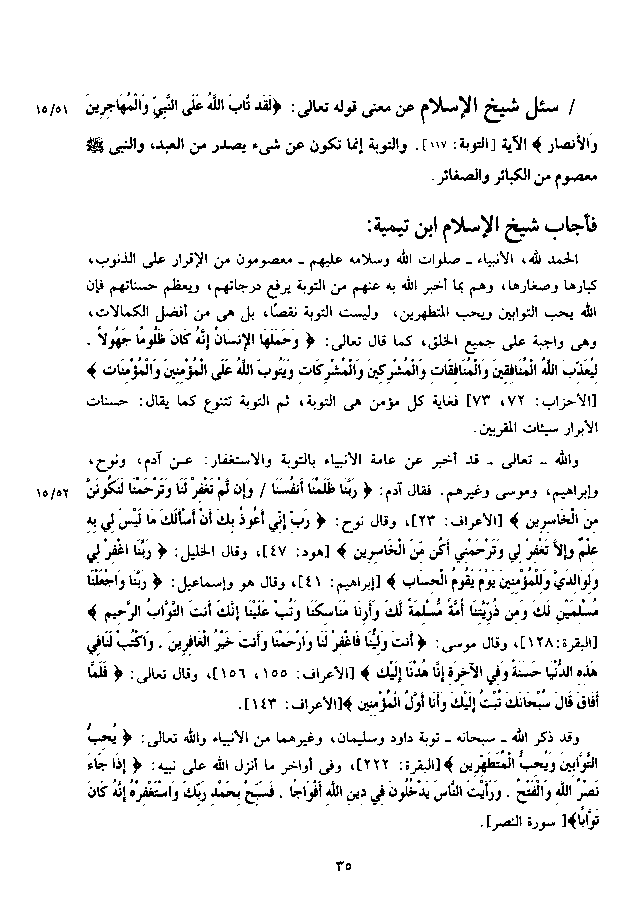 / سئل شيخ الإسلام عن معنى قوله تعالى: ﴿لَقَد تَّابَ اللَّهُ عَلَى النَّبِيِّ وَالْمُهَاجِرِينَ ١٥/٥١
وَالأَنصَار ﴾ الآية [التوبة: ١١٧]. والتوبة إنما تكون عن شىء يصدر من العبد، والنبى ﷺ
معصوم من الكبائر والصغائر.
فأجاب شيخ الإسلام ابن تيمية:
الحمد لله، الأنبياء ـ صلوات الله وسلامه عليهم ـ معصومون من الإقرار على الذنوب،
كبارها وصغارها، وهم بما أخبر الله به عنهم من التوبة يرفع درجاتهم، ويعظم حسناتهم فإن
الله يحب التوابين ويحب المتطهرين، وليست التوبة نقصًا، بل هى من أفضل الكمالات،
وهى واجبة على جميع الخلق، كما قال تعالى: ﴿ وَحَمَلَهَا الإِنسَانُ إِنَّهُ كَانَ ظَلُومًا جَهُولاً .
لِيُعَذِّبَ اللَّهُ الْمُنَافِقِينَ وَالْمُنَافِقَاتِ وَالْمُشْرِكِينَ وَالْمُشْرِكَاتِ وَيَتُوبَ اللَّهُ عَلَى الْمُؤْمِنِينَ وَالْمُؤْمِنَاتِ ﴾
[الأحزاب: ٧٢، ٧٣] فغاية كل مؤمن هى التوبة، ثم التوبة تتنوع كما يقال: حسنات
الأبرار سيئات المقربين.
والله ـ تعالى ـ قد أخبر عن عامة الأنبياء بالتوبة والاستغفار: عن آدم، ونوح،
وإبراهيم، وموسى وغيرهم. فقال آدم: ﴿ رَبَّنَا ظَلَمْنَا أَنفُسَنَا / وَإِن لَّمْ تَغْفِرْ لَنَا وَتَرْحَمْنَا لَنَكُونَنَّ ١٥/٥٢
مِنَ الْخَاسِرِينَ ﴾ [الأعراف: ٢٣]، وقال نوح: ﴿ رَبِّ إِنِّي أَعُوذُ بِكَ أَنْ أَسْأَلَكَ مَا لَيْسَ لِي بِهِ
عِلْمٌ وَإِلاَّ تَغْفِرْ لِي وَتَرْحَمْنِي أَكُن مِّنَ الْخَاسِرِينَ ﴾ [هود: ٤٧]، وقال الخليل: ﴿ رَبَّنَا اغْفِرْ لِي
وَلِوَالِدَيَّ وَلِلْمُؤْمِنِينَ يَوْمَ يَقُومُ الْحِسَابُ ﴾ [إبراهيم: ٤١]، وقال هو وإسماعيل: ﴿ رَبَّنَا وَاجْعَلْنَا
مُسْلِمَيْنِ لَكَ وَمِن ذُرِّيَّتِنَا أُمَّةً مُّسْلِمَةً لَّكَ وَأَرِنَا مَنَاسِكَنَا وَتُبْ عَلَيْنَا إِنَّكَ أَنتَ التَّوَّابُ الرَّحِيمُ ﴾
[البقرة:١٢٨]، وقال موسى: ﴿ أَنتَ وَلِيُّنَا فَاغْفِرْ لَنَا وَارْحَمْنَا وَأَنتَ خَيْرُ الْغَافِرِينَ . وَاكْتُبْ لَنَا فِي
هَذِهِ الدُّنْيَا حَسَنَةً وَفِي الآخِرَةِ إِنَّا هُدْنَا إِلَيْكَ ﴾ [الأعراف: ١٥٥، ١٥٦]، وقال تعالى: ﴿ فَلَمَّا
أَفَاقَ قَالَ سُبْحَانَكَ تُبْتُ إِلَيْكَ وَأَنَا أَوَّلُ الْمُؤْمِنِينَ ﴾[الأعراف: ١٤٣].
وقد ذكر الله ـ سبحانه ـ توبة داود وسليمان، وغيرهما من الأنبياء والله تعالى: ﴿ يُحِبُّ
التَّوَّابِينَ وَيُحِبُّ الْمُتَطَهِّرِينَ ﴾[البقرة: ٢٢٢]، وفى أواخر ما أنزل الله على نبيه: ﴿ إِذَا جَاءَ
نَصْرُ اللَّهِ وَالْفَتْحُ . وَرَأَيْتَ النَّاسَ يَدْخُلُونَ فِي دِينِ اللَّهِ أَفْوَاجًا . فَسَبِّحْ بِحَمْدِ رَبِّكَ وَاسْتَغْفِرْهُ إِنَّهُ كَانَ
تَوَّابًا﴾[ سورة النصر].
٣٥